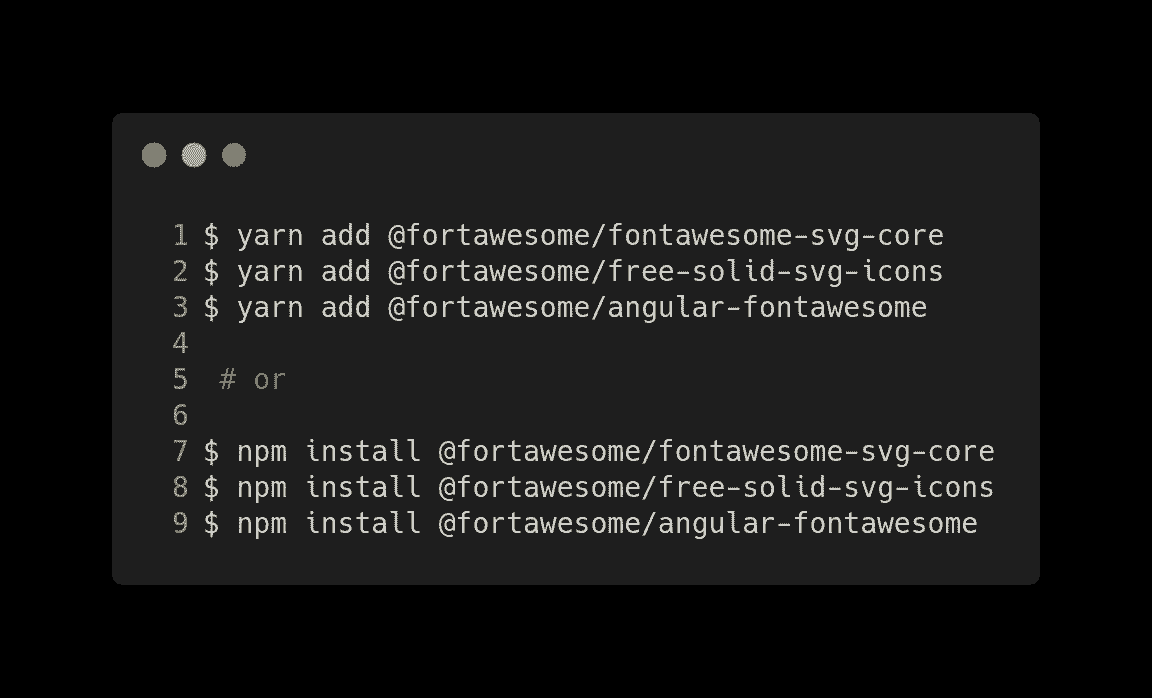 1 $ yarn add @fortawesome/fontawesome-svg-core
2 $ yarn add @fortawesome/free-solid-svg-icons
3 $ yarn add @fortawesome/angular-fontawesome
4
5 # or
6
7 $ npm install @fortawesome/fontawesome-svg-core
8 $ npm install @fortawesome/free-solid-svg-icons
9 $ npm install @fortawesome/angular-fontawesome